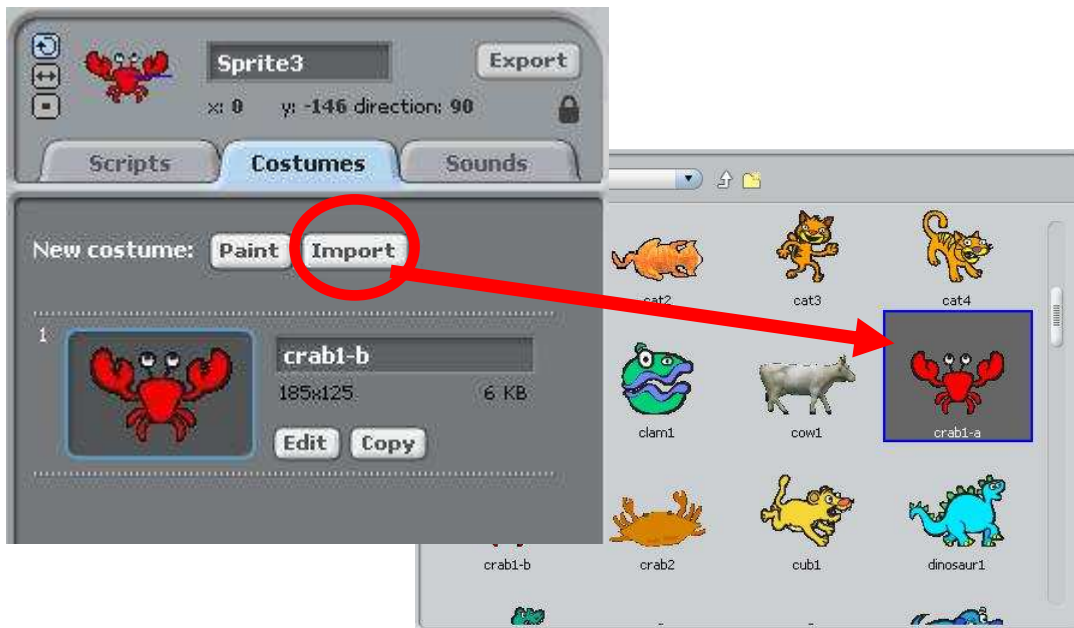 Sprite3
Export
x: 0 y: -146 direction: 90
Scripts
Costumes
Sounds
New costume: Paint Import
1
crab1-b
185x125 6 KB
Edit Copy
cat2 cat3 cat4
clam1 cow1 crab1-a
crab1-b crab2 cub1 dinosaur1